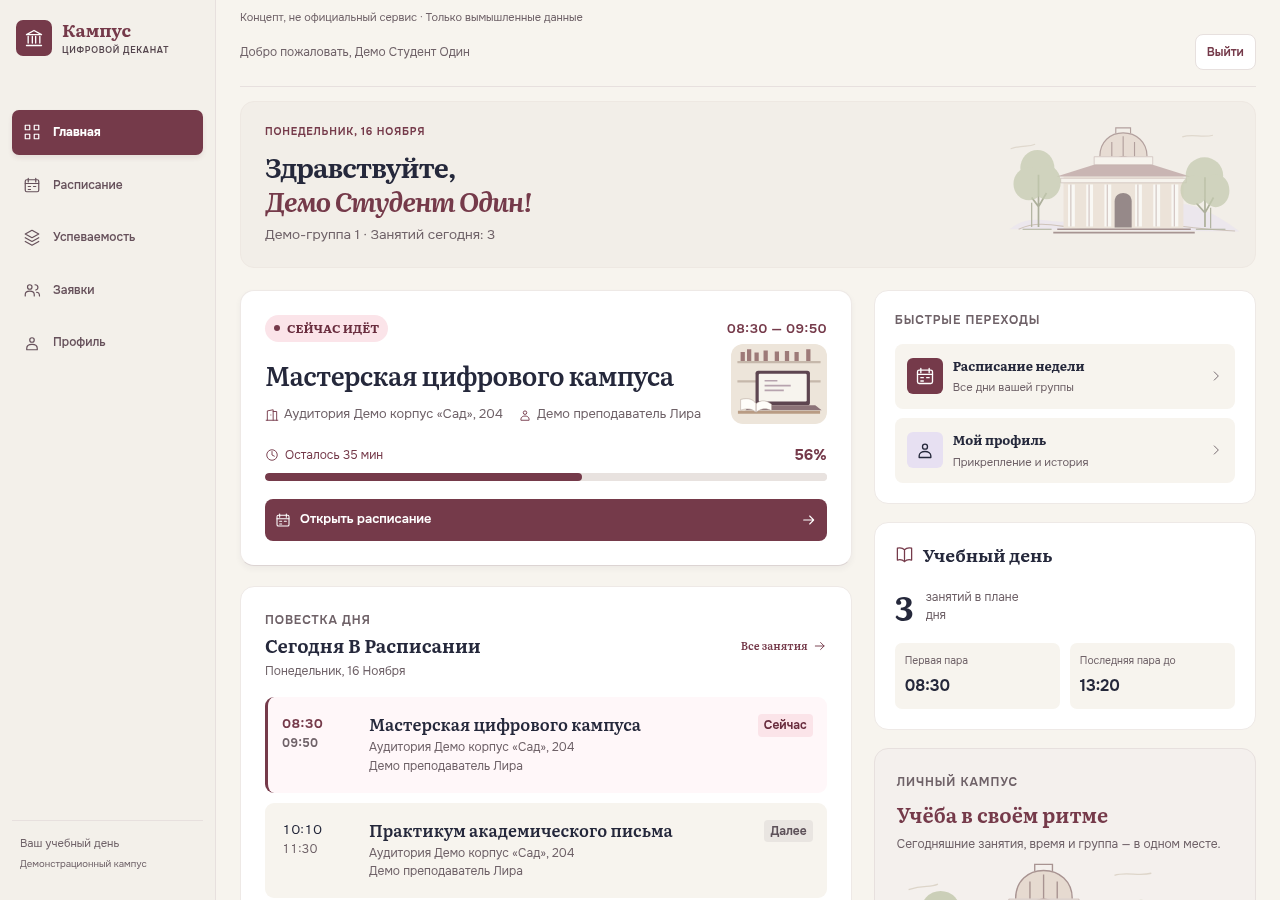 Кампус
ЦИФРОВОЙ ДЕКАНАТ
Главная
Расписание
Успеваемость
Заявки
Профиль
Ваш учебный день
Демонстрационный кампус
Концепт, не официальный сервис · Только вымышленные данные
Добро пожаловать, Демо Студент Один
Выйти
ПОНЕДЕЛЬНИК, 16 НОЯБРЯ
Здравствуйте,
Демо Студент Один!
Демо-группа 1 · Занятий сегодня: 3
СЕЙЧАС ИДЁТ
08:30 — 09:50
Мастерская цифрового кампуса
Аудитория Демо корпус «Сад», 204
Демо преподаватель Лира
Осталось 35 мин
56%
Открыть расписание
ПОВЕСТКА ДНЯ
Сегодня В Расписании
Все занятия
Понедельник, 16 Ноября
08:30
09:50
Мастерская цифрового кампуса
Аудитория Демо корпус «Сад», 204
Демо преподаватель Лира
Сейчас
10:10
11:30
Практикум академического письма
Аудитория Демо корпус «Сад», 204
Демо преподаватель Лира
Далее
БЫСТРЫЕ ПЕРЕХОДЫ
Расписание недели
Все дни вашей группы
Мой профиль
Прикрепление и история
Учебный день
3
занятий в плане
дня
Первая пара
08:30
Последняя пара до
13:20
ЛИЧНЫЙ КАМПУС
Учёба в своём ритме
Сегодняшние занятия, время и группа — в одном месте.